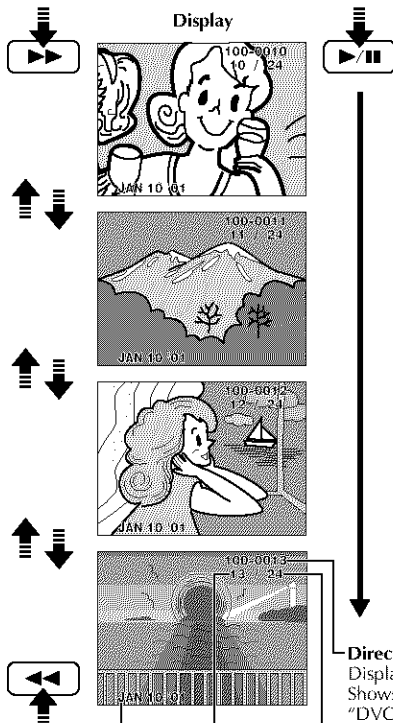 Display
100-0010
10 / 24
JAN 10 '01
100-0011
11 / 24
JAN 10 '01
100-0012
12 / 24
JAN 10 '01
100-0013
13 24
JAN 10 '01
Direc
Display
Shows
"DVC